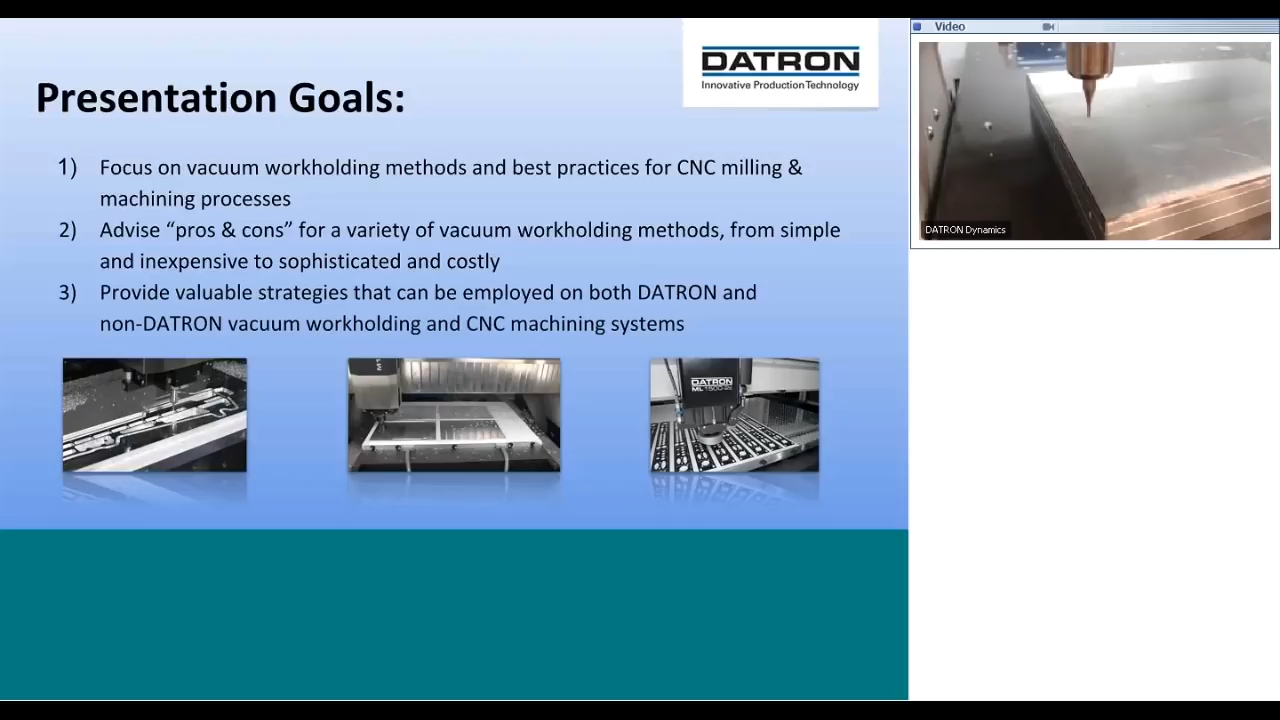 DATRON
Innovative Production Technology
Presentation Goals:
1) Focus on vacuum workholding methods and best practices for CNC milling &
machining processes
2) Advise “pros & cons” for a variety of vacuum workholding methods, from simple
and inexpensive to sophisticated and costly
3) Provide valuable strategies that can be employed on both DATRON and
non-DATRON vacuum workholding and CNC machining systems
DATRON
Video
DATRON Dynamics